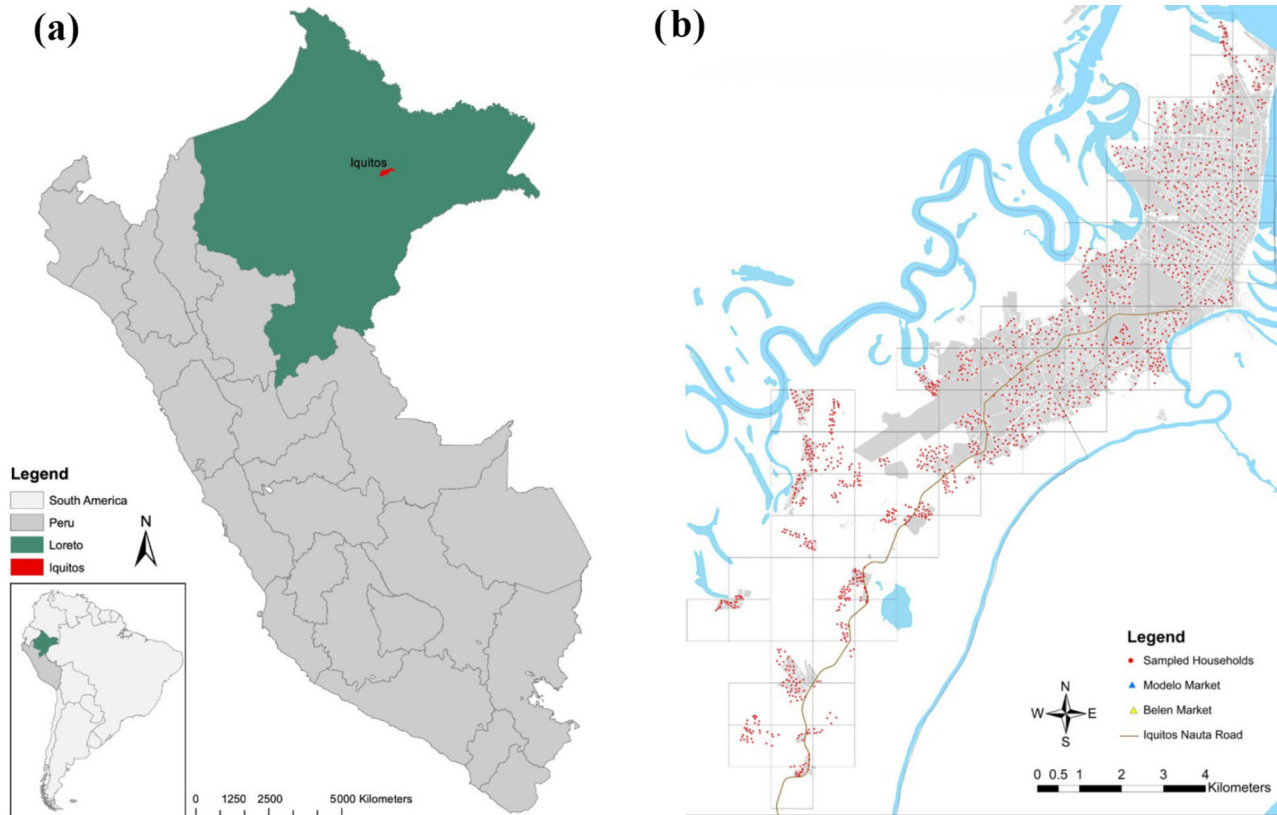 (a)
Iquitos
Legend
South America
Peru
Loreto
Iquitos
N
0 1250 2500 5000 Kilometers
(b)
Legend
Sampled Households
Modelo Market
Belen Market
Iquitos Nauta Road
N
W E
S
0 0.5 1 2 3 4
Kilometers